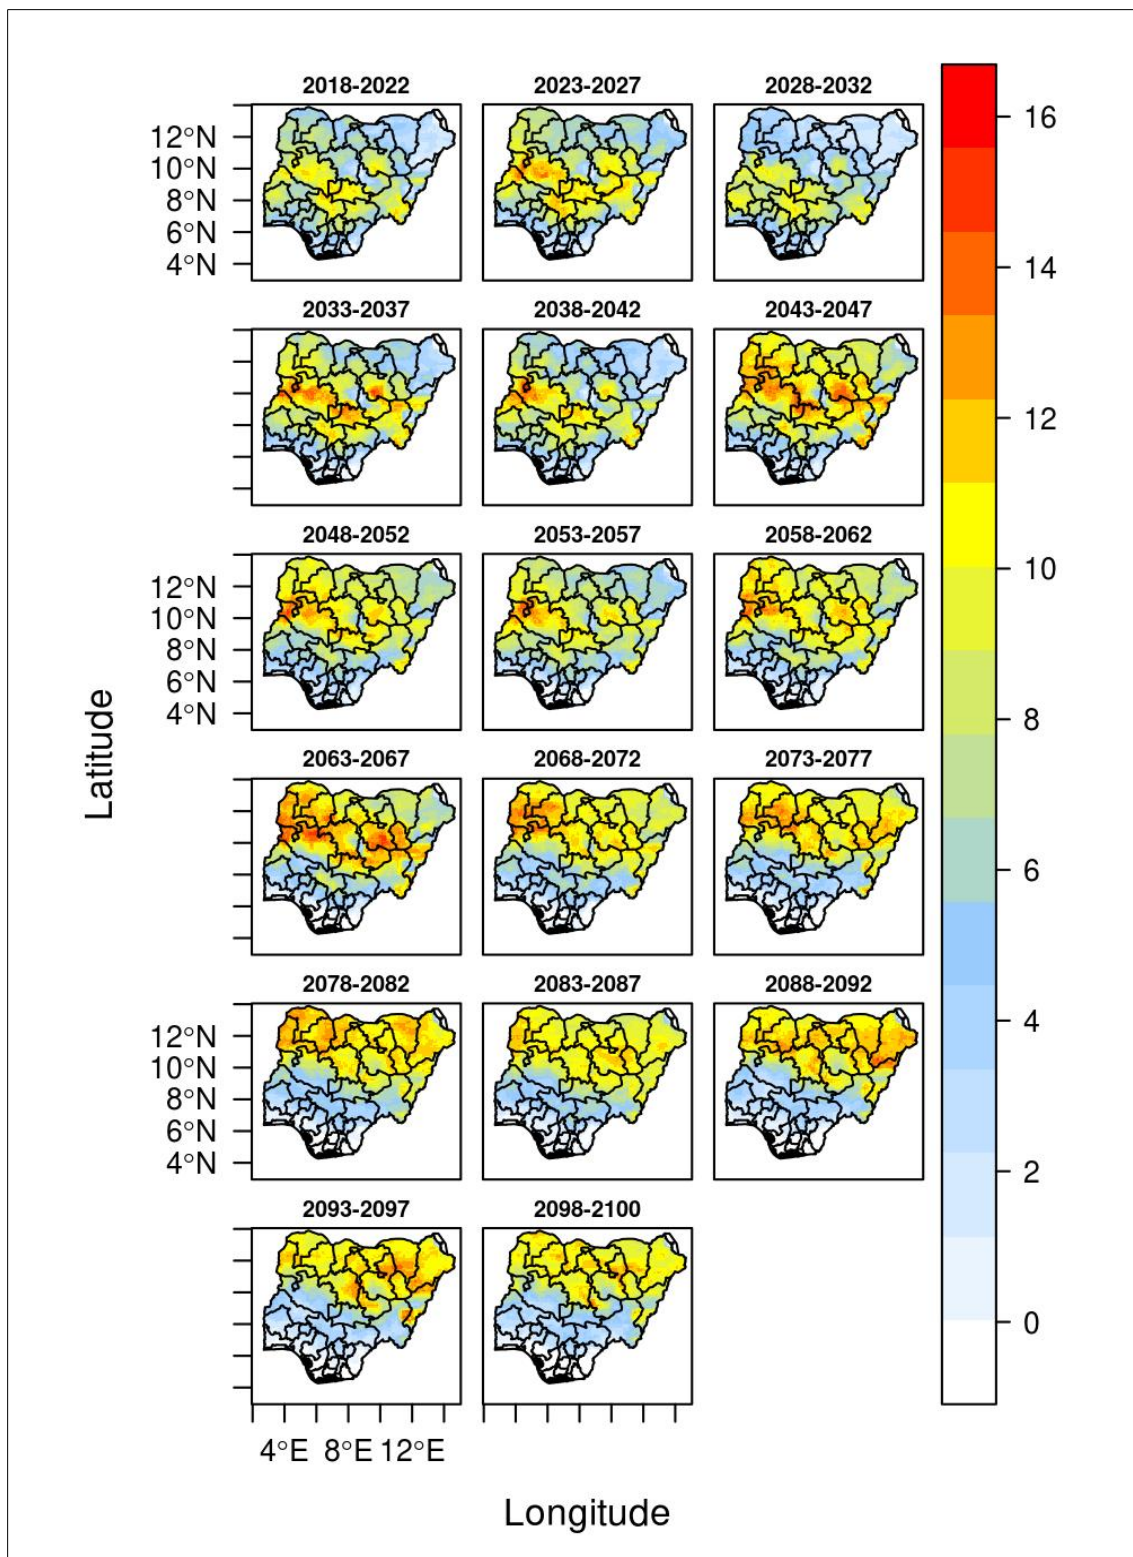 2018-2022 2023-2027 2028-2032
12°N
10°N
8°N
6°N
4°N
2033-2037 2038-2042 2043-2047
2048-2052 2053-2057 2058-2062
12°N
10°N
8°N
6°N
4°N
2063-2067 2068-2072 2073-2077
2078-2082 2083-2087 2088-2092
12°N
10°N
8°N
6°N
4°N
2093-2097 2098-2100
4°E 8°E 12°E
Latitude
Longitude
16
14
12
10
8
6
4
2
0